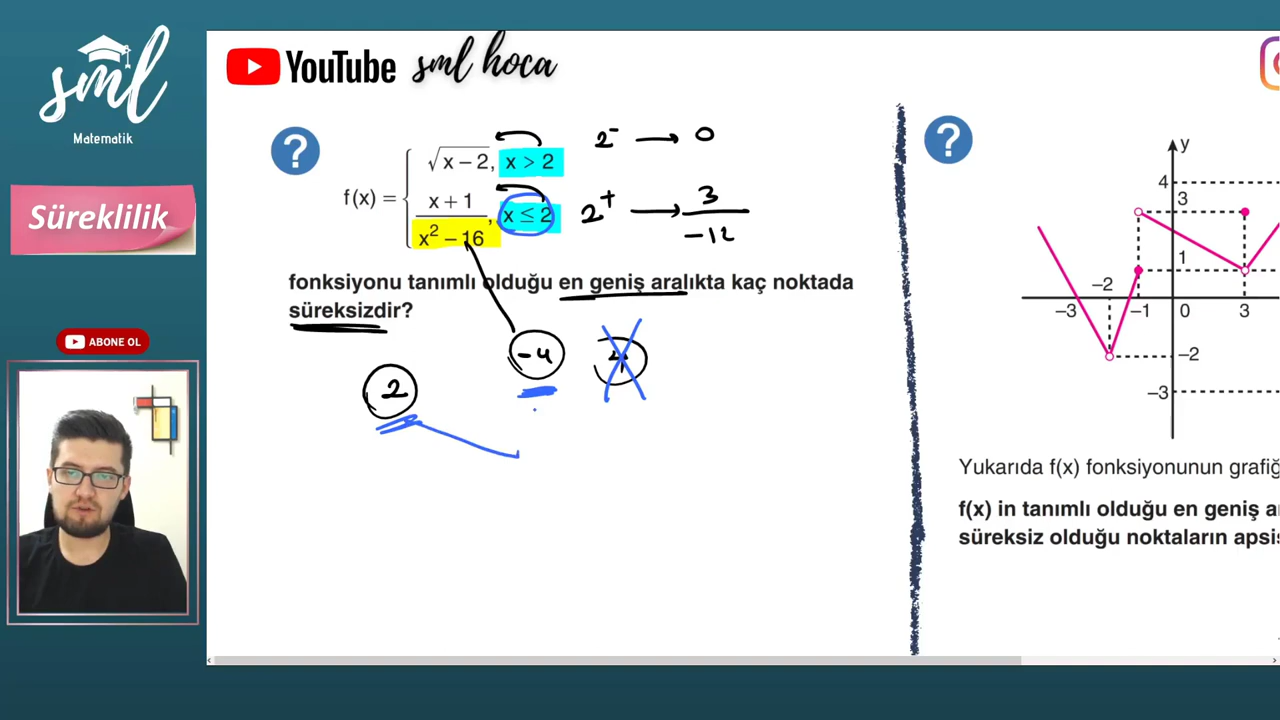 sml
Matematik
Süreklilik
ABONE OL
YouTube sml hoca
?
f(x) =
√x – 2, x > 2
x + 1
x² – 16
, x ≤ 2
2⁻ → 0
2⁺ → 3
–12
fonksiyonu tanımlı olduğu en geniş aralıkta kaç noktada
süreksizdir?
-4
4
2
?
y
4
3
1
–2
–3
–1
0
3
–2
–3
Yukarıda f(x) fonksiyonunun grafiğ
f(x) in tanımlı olduğu en geniş a
süreksiz olduğu noktaların apsis